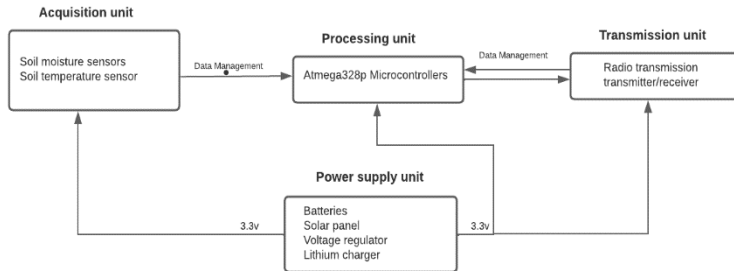 Acquisition unit
Soil moisture sensors
Soil temperature sensor
Data Management
Processing unit
Atmega328p Microcontrollers
Data Management
Transmission unit
Radio transmission
transmitter/receiver
Power supply unit
3.3v
Batteries
Solar panel
Voltage regulator
Lithium charger
3.3v